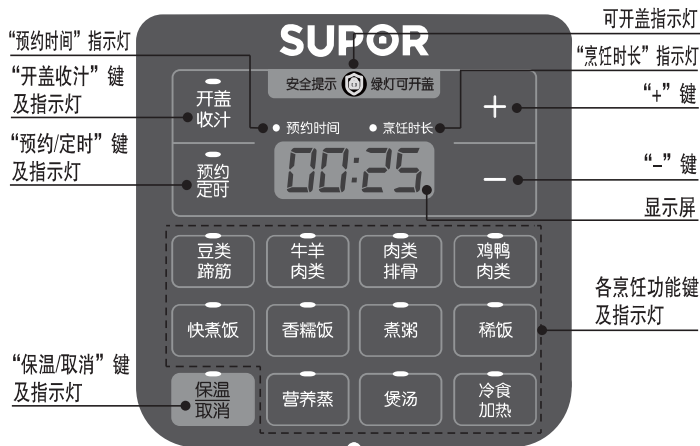 SUPOR
可开盖指示灯
“预约时间”指示灯
“烹饪时长”指示灯
“开盖收汁”键
及指示灯
开盖
收汁
安全提示
绿灯可开盖
+
“+”键
预约时间
烹饪时长
“预约/定时”键
及指示灯
预约
定时
00:25
−
“−”键
显示屏
豆类
蹄筋
牛羊
肉类
肉类
排骨
鸡鸭
肉类
各烹饪功能键
及指示灯
快煮饭
香糯饭
煮粥
稀饭
“保温/取消”键
及指示灯
保温
取消
营养蒸
煲汤
冷食
加热